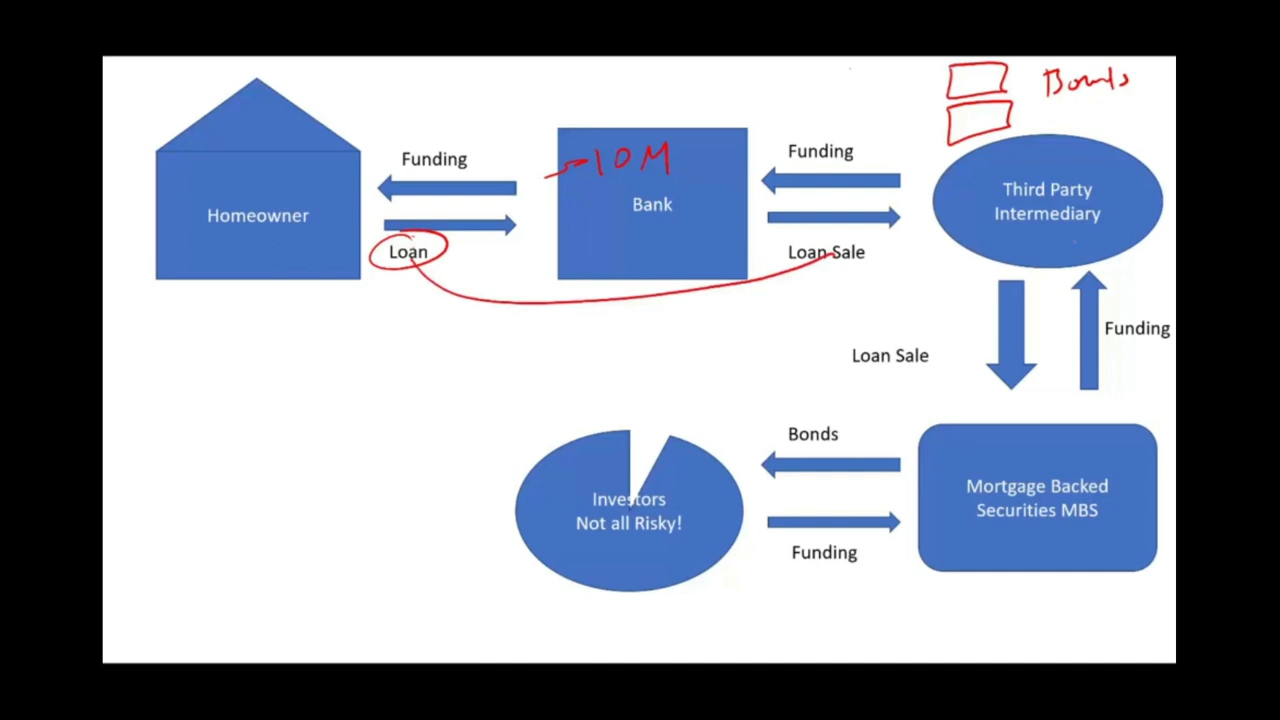 Bonds
Funding
10M
Funding
Homeowner
Bank
Third Party
Intermediary
Loan
Loan Sale
Funding
Loan Sale
Bonds
Investors
Not all Risky!
Mortgage Backed
Securities MBS
Funding